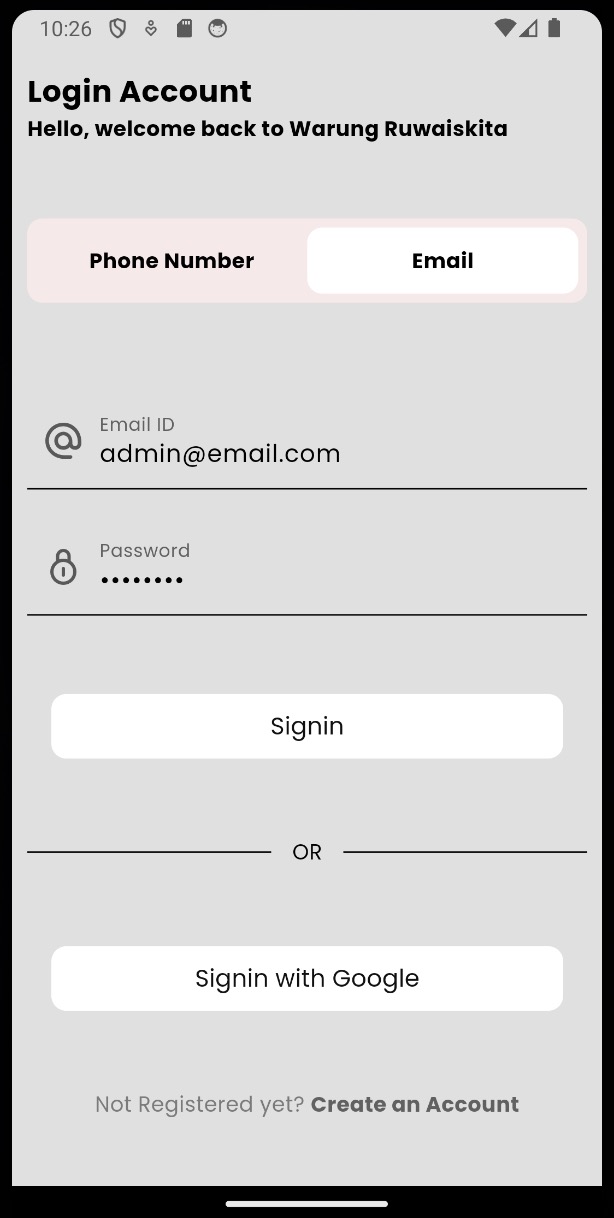 10:26
Login Account
Hello, welcome back to Warung Ruwaiskita
Phone Number
Email
Email ID
admin@email.com
Password
••••••••
Signin
OR
Signin with Google
Not Registered yet? Create an Account